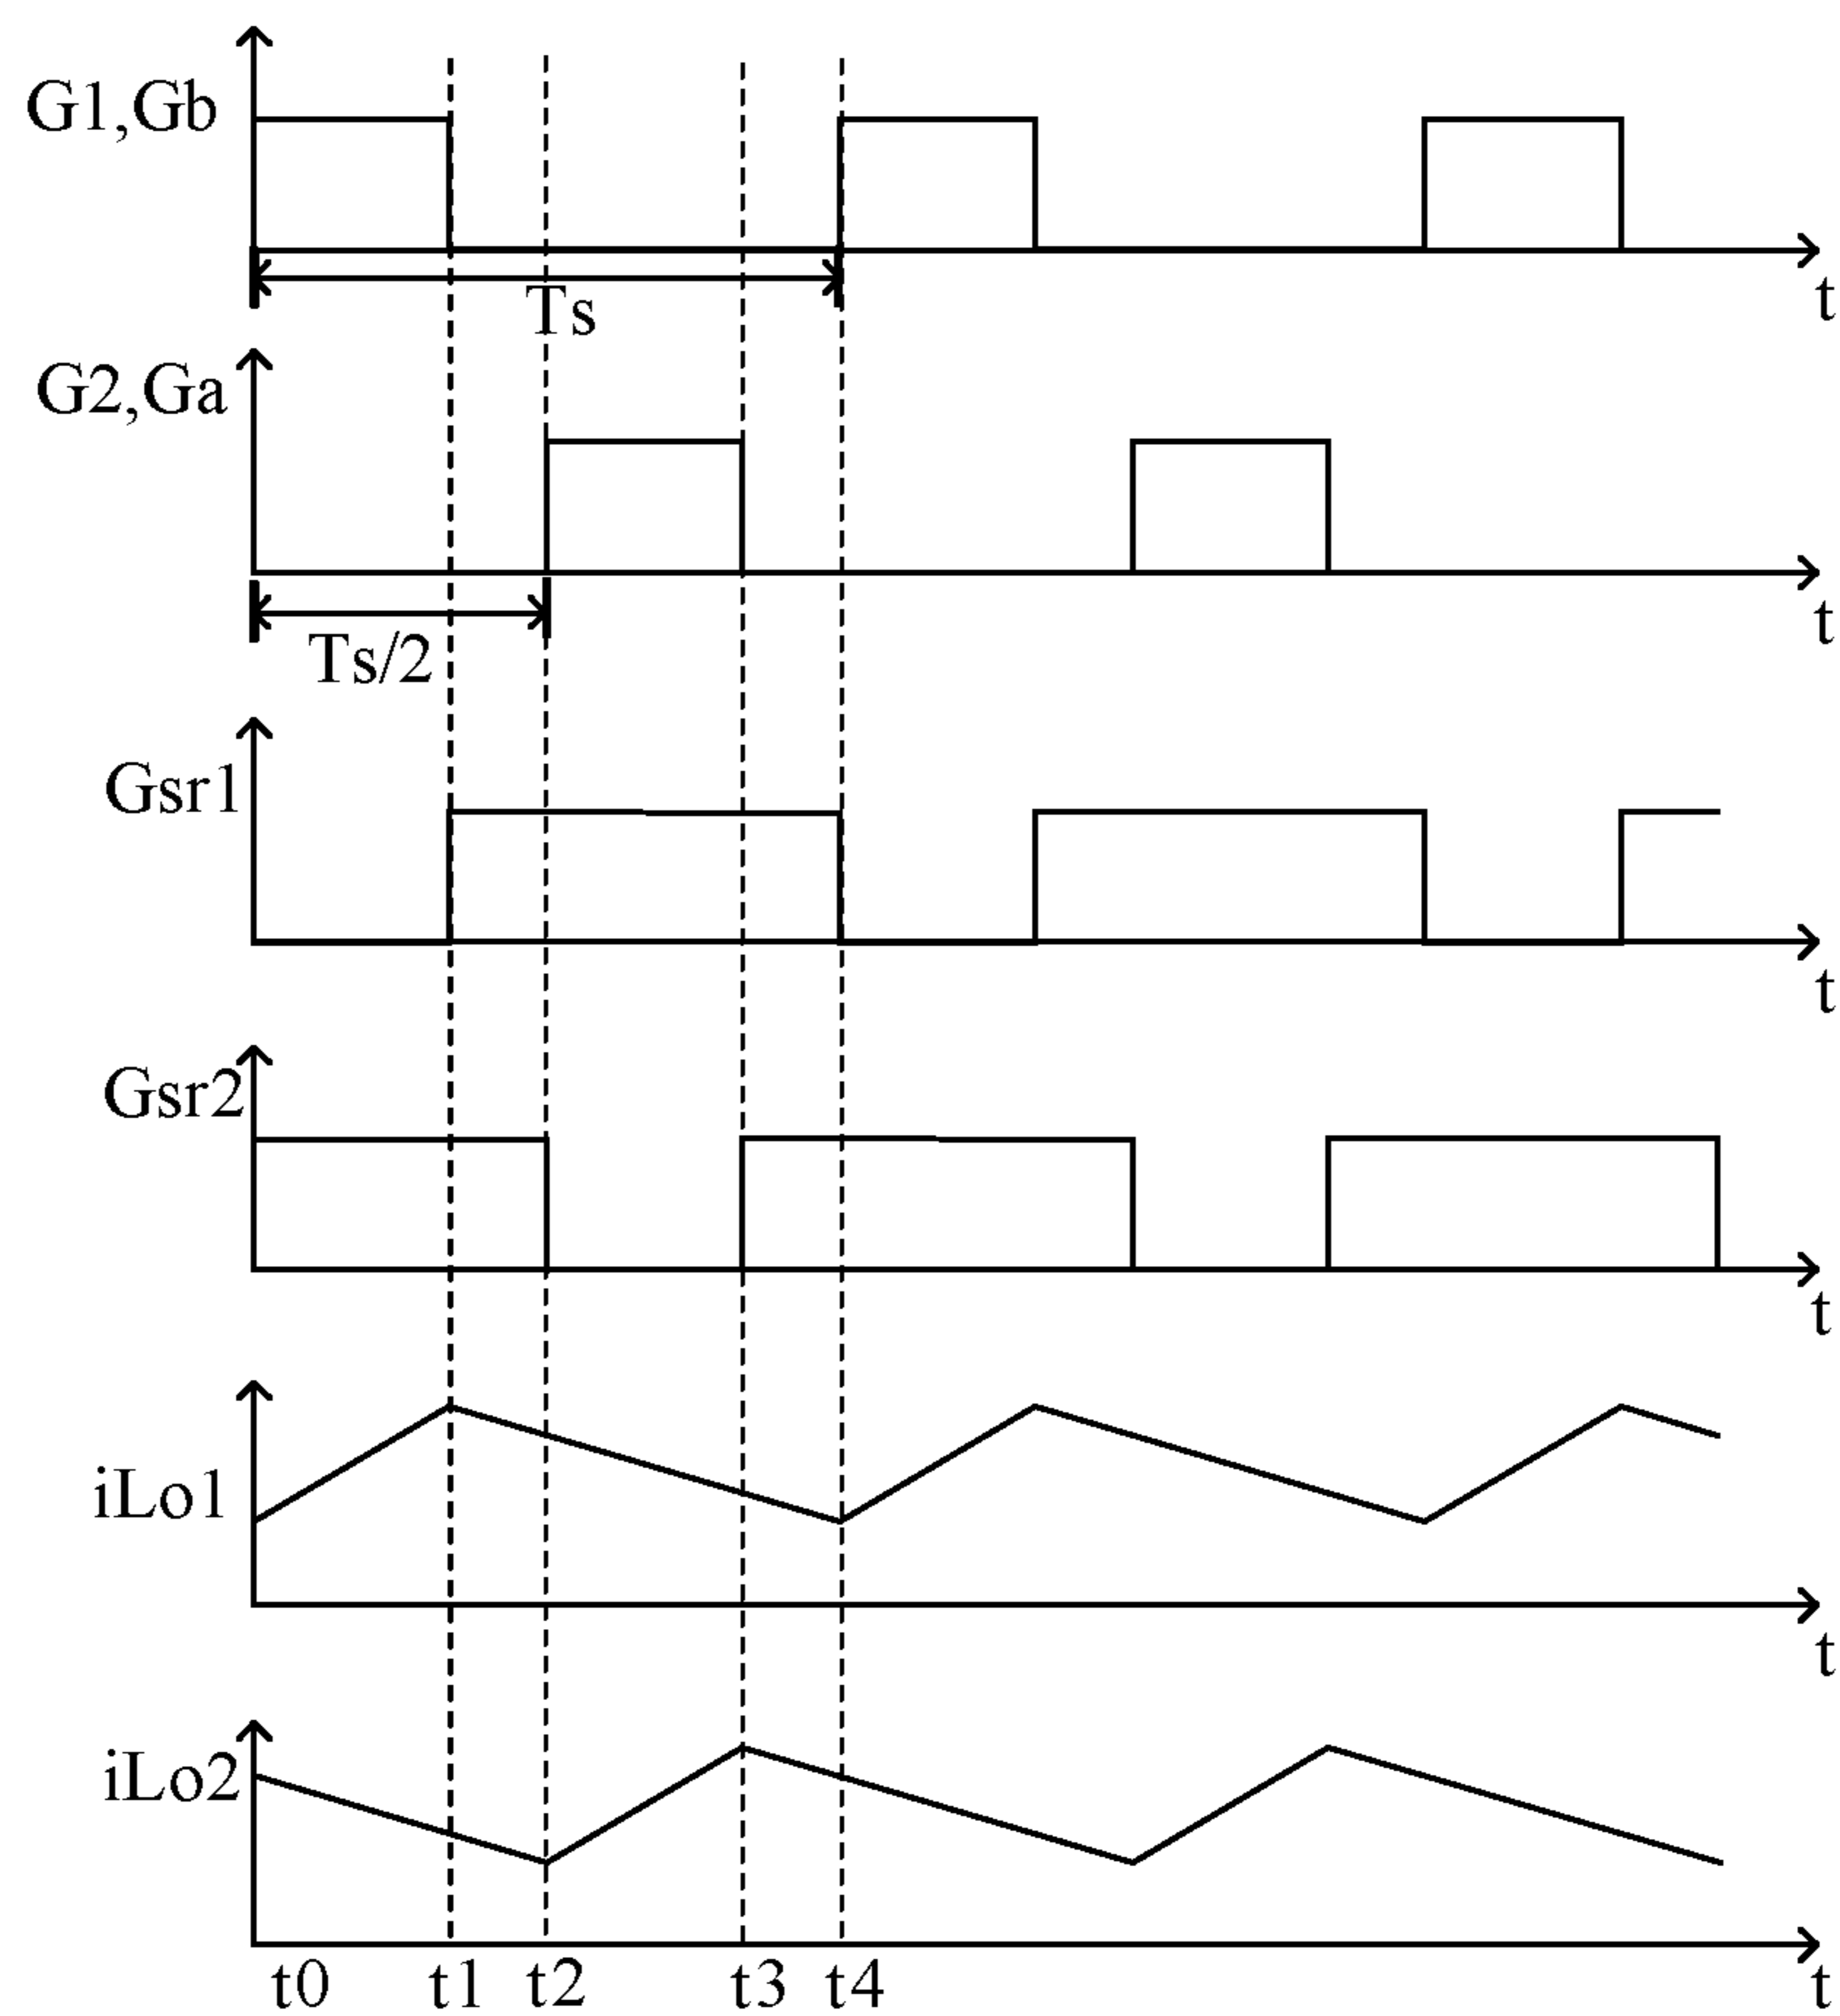 G1,Gb
t
Ts
G2,Ga
t
Ts/2
Gsr1
t
Gsr2
t
iLo1
t
iLo2
t0 t1 t2 t3 t4 t